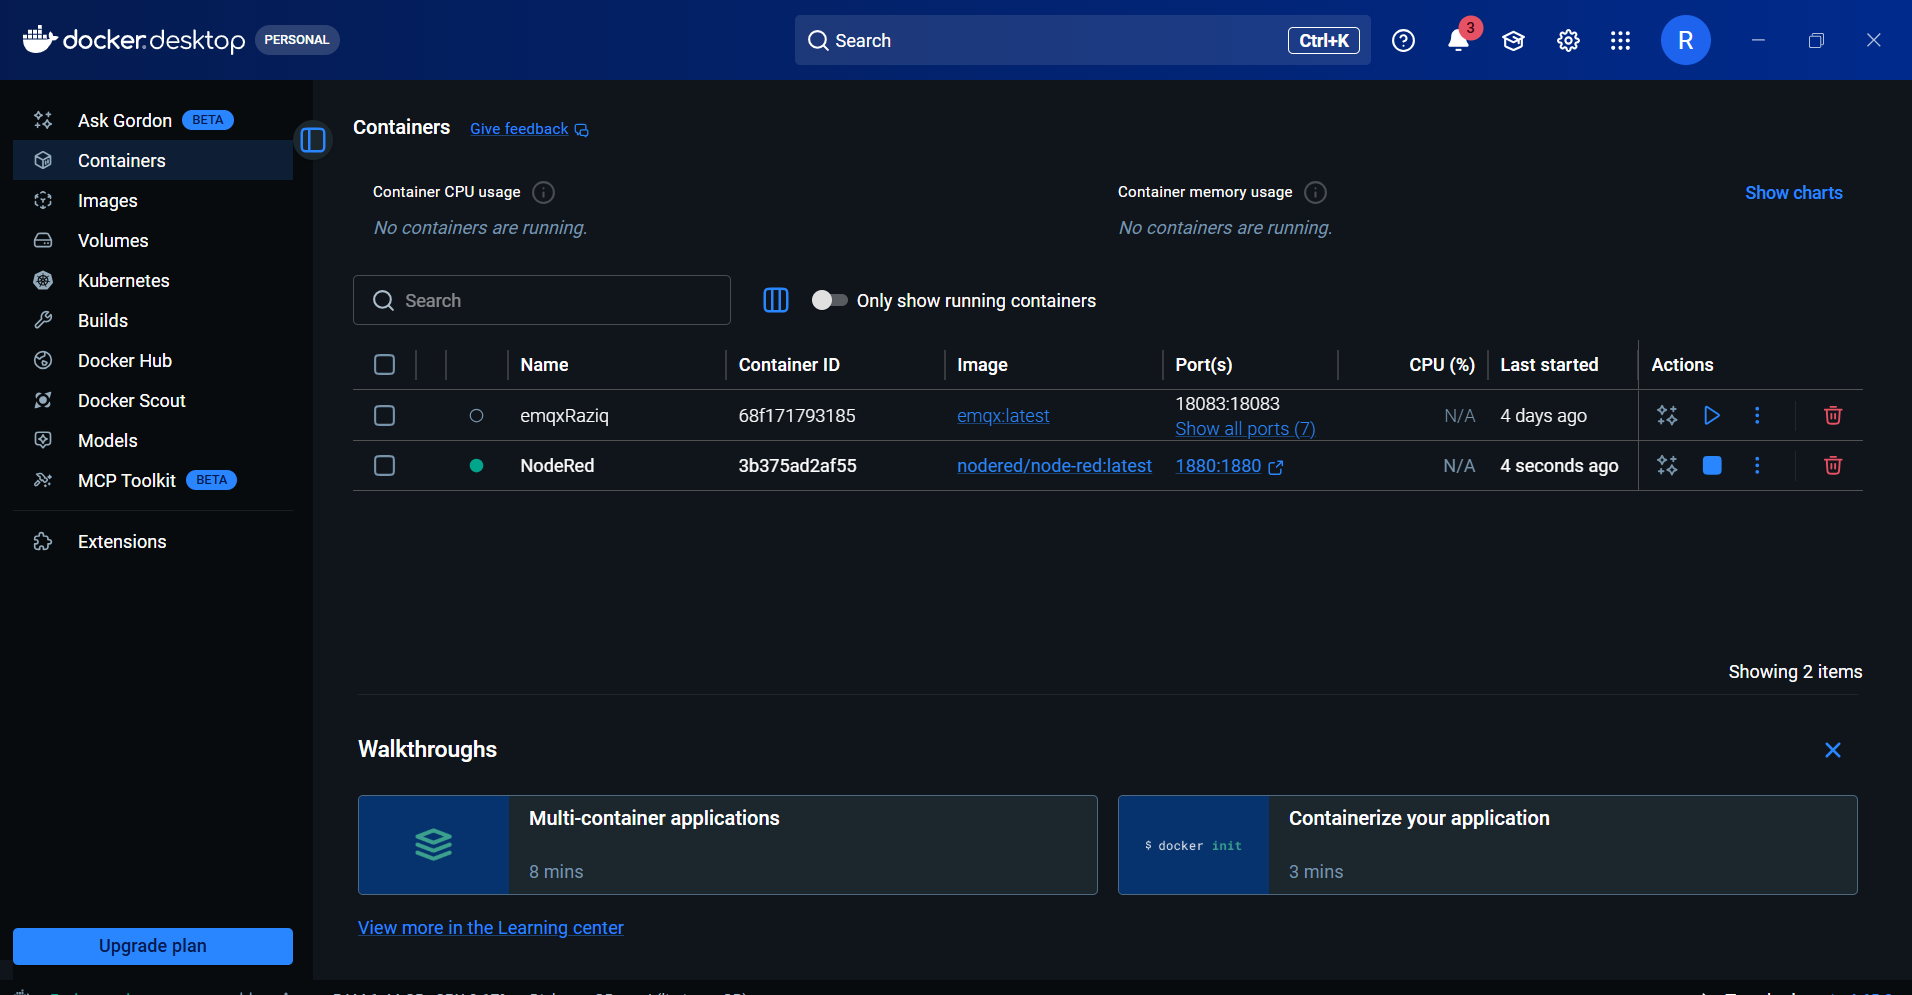 docker.desktop PERSONAL
Search Ctrl+K
3
R
Ask Gordon BETA
Containers
Images
Volumes
Kubernetes
Builds
Docker Hub
Docker Scout
Models
MCP Toolkit BETA
Extensions
Upgrade plan
Containers Give feedback
Container CPU usage
No containers are running.
Container memory usage
No containers are running.
Show charts
Search
Only show running containers
Name Container ID Image Port(s) CPU (%) Last started Actions
emqxRaziq 68f171793185 emqx:latest 18083:18083 N/A 4 days ago
Show all ports (7)
NodeRed 3b375ad2af55 nodered/node-red:latest 1880:1880 N/A 4 seconds ago
Showing 2 items
Walkthroughs
Multi-container applications
8 mins
$ docker init
Containerize your application
3 mins
View more in the Learning center